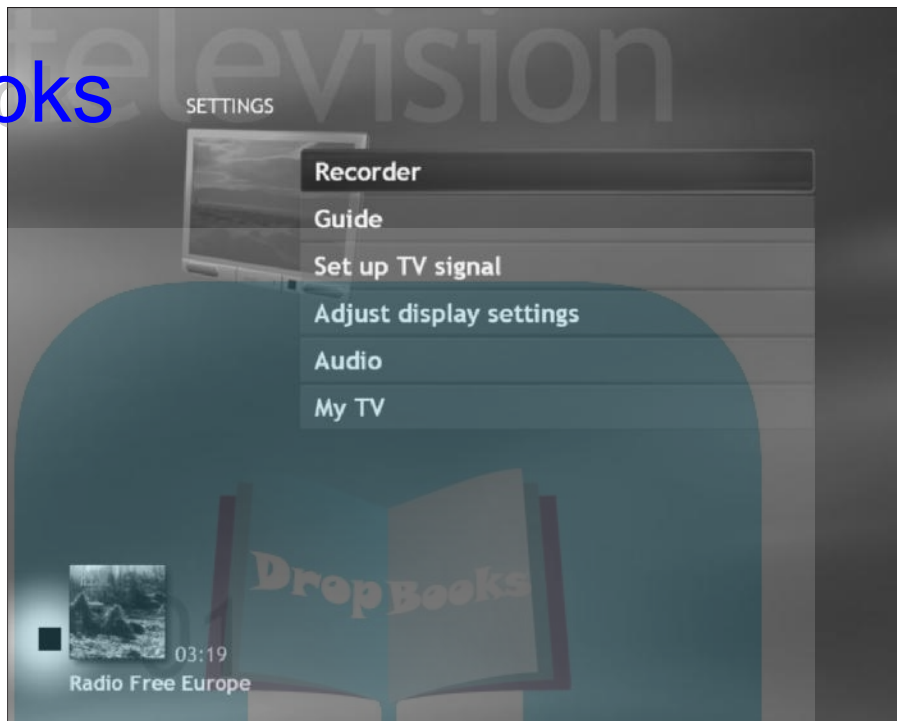 television
oks
SETTINGS
Recorder
Guide
Set up TV signal
Adjust display settings
Audio
My TV
DropBooks
01
03:19
Radio Free Europe